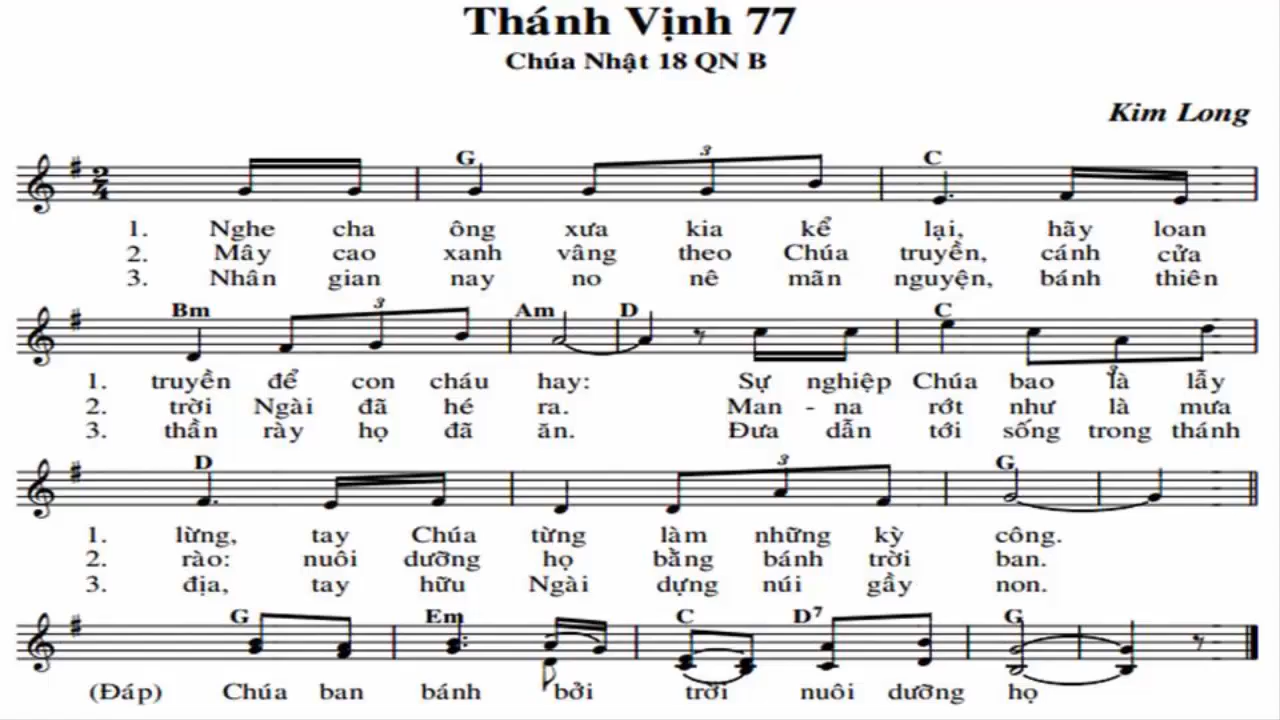 Thánh Vịnh 77
Chúa Nhật 18 QN B
Kim Long
G C
3
2 4
1. Nghe cha ông xưa kia kể lại, hãy loan
2. Mây cao xanh vâng theo Chúa truyền, cánh cửa
3. Nhân gian nay no nê mãn nguyện, bánh thiên
Bm Am D C
3
1. truyền để con cháu hay: Sự nghiệp Chúa bao là lẫy
3
2. trời Ngài đã hé ra. Man - na rớt như là mưa
3. thần rày họ đã ăn. Đưa dẫn tới sống trong thánh
D G
3
1. lừng, tay Chúa từng làm những kỳ công.
2. rào: nuôi dưỡng họ bằng bánh trời ban.
3. địa, tay hữu Ngài dựng núi gầy non.
G Em C D7 G
(Đáp) Chúa ban bánh bởi trời nuôi dưỡng họ